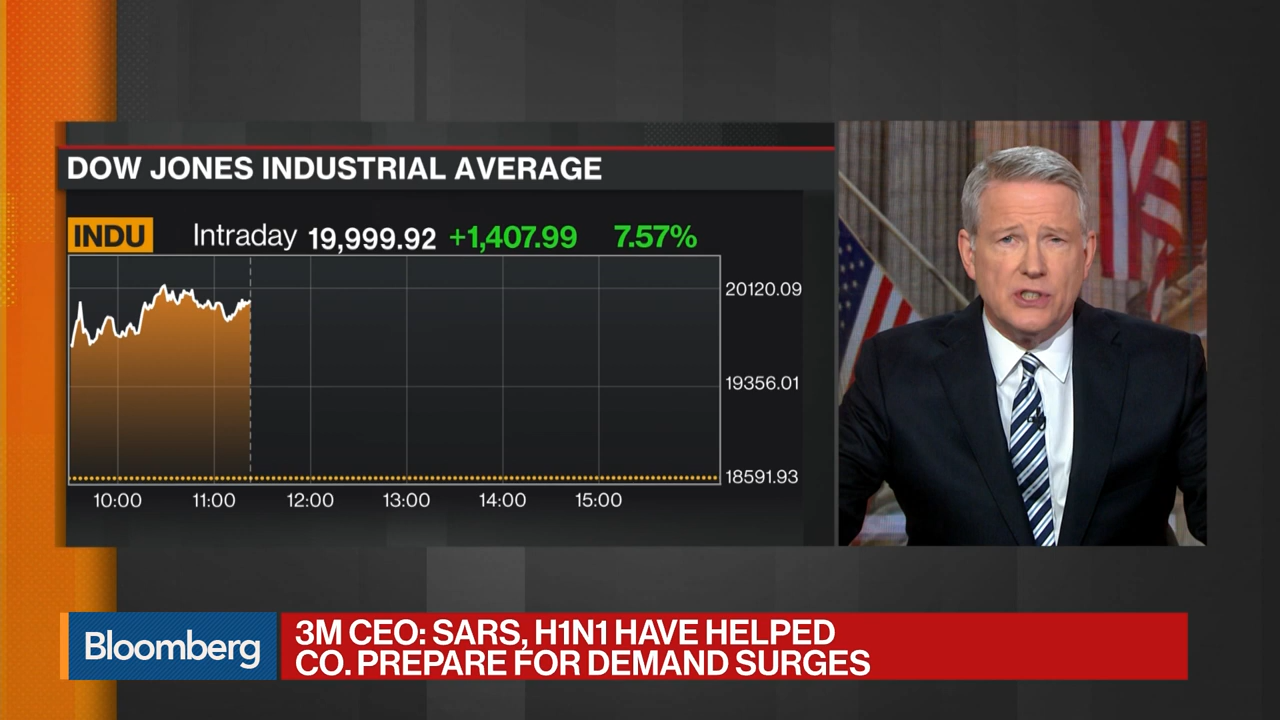 DOW JONES INDUSTRIAL AVERAGE
INDU Intraday 19,999.92 +1,407.99 7.57%
20120.09
19356.01
18591.93
10:00 11:00 12:00 13:00 14:00 15:00
Bloomberg
3M CEO: SARS, H1N1 HAVE HELPED
CO. PREPARE FOR DEMAND SURGES